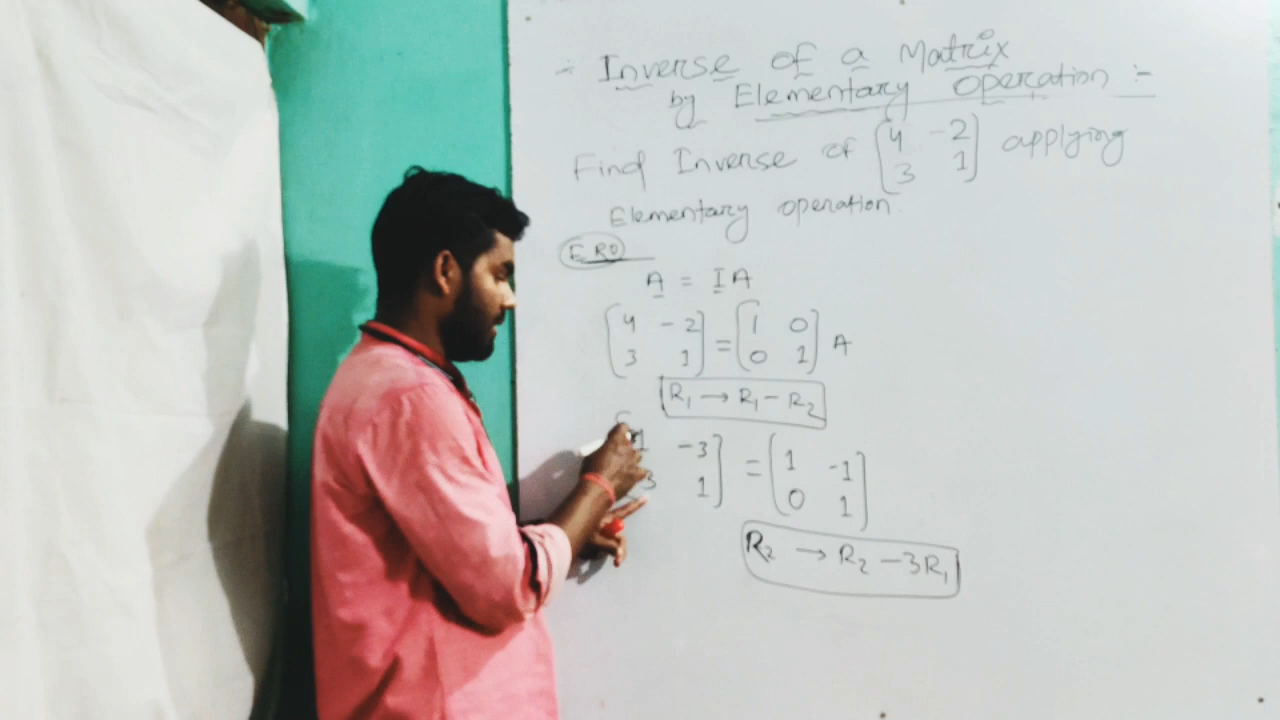 :- Inverse of a Matrix
by Elementary Operation :-
Find Inverse of [4 -2] applying
[3 1]
Elementary operation.
ERO
A = IA
[4 -2] = [1 0] A
[3 1] [0 1]
R₁ → R₁ - R₂
[1 -3] = [1 -1]
3 1] [0 1]
R₂ → R₂ - 3R₁